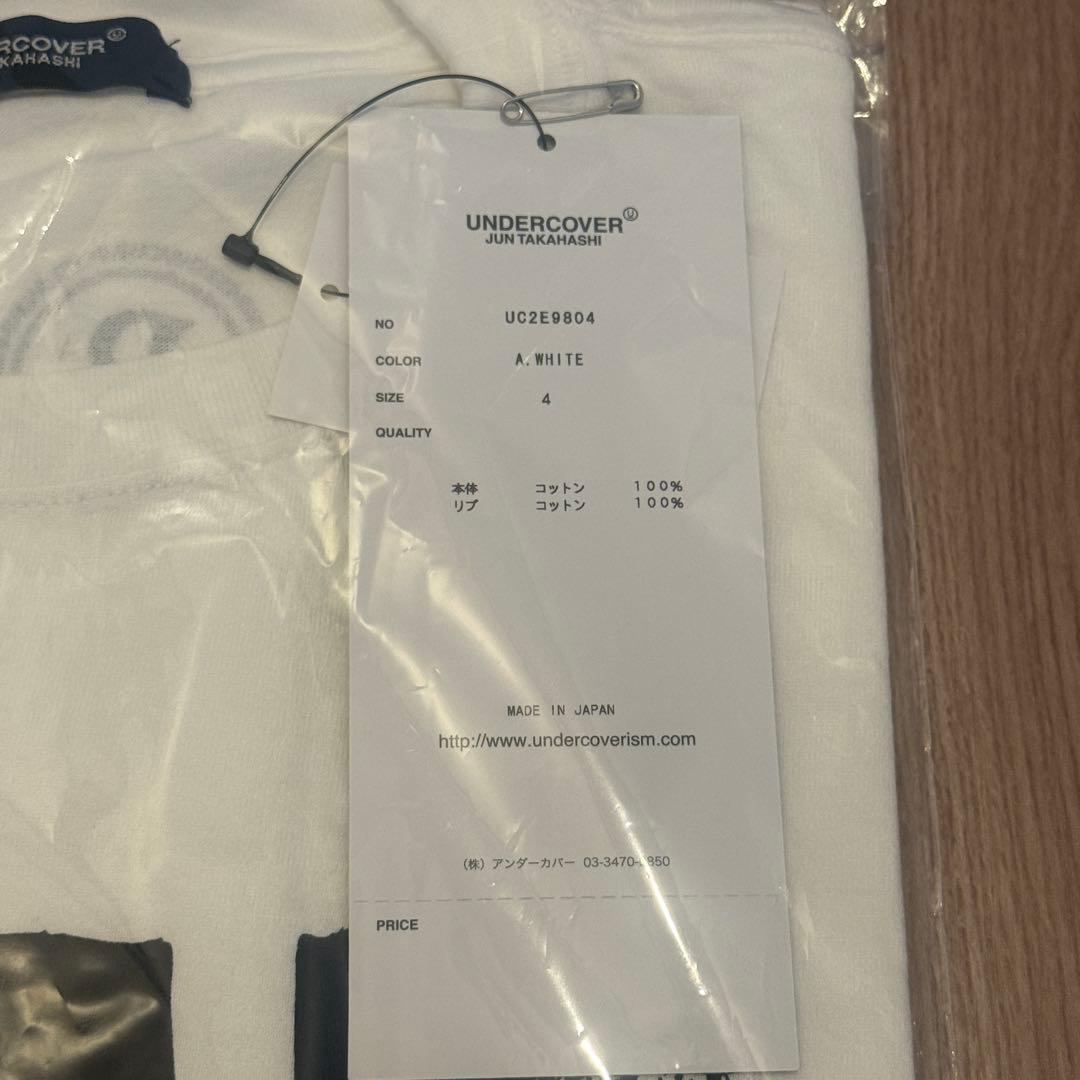 RCOVER
KAHASHI
UNDERCOVER
JUN TAKAHASHI
NO UC2E9804
COLOR A.WHITE
SIZE 4
QUALITY
本体 コットン 100%
リブ コットン 100%
MADE IN JAPAN
http://www.undercoverism.com
(株) アンダーカバー
PRICE